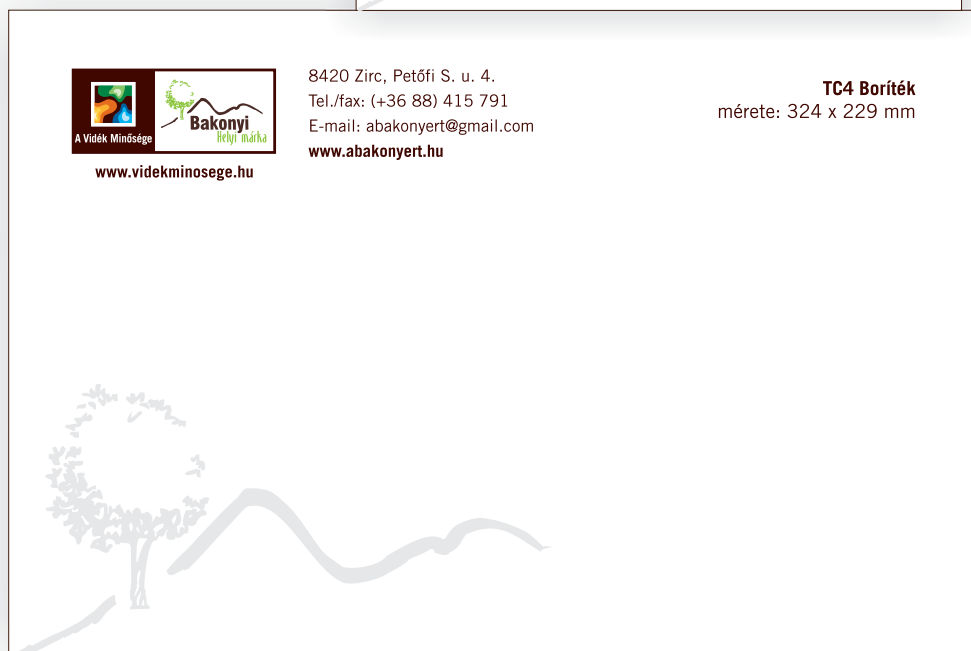 A Vidék Minősége
Bakonyi
Helyi márka
www.videkminosege.hu
8420 Zirc, Petőfi S. u. 4.
Tel./fax: (+36 88) 415 791
E-mail: abakonyert@gmail.com
www.abakonyert.hu
TC4 Boríték
mérete: 324 x 229 mm